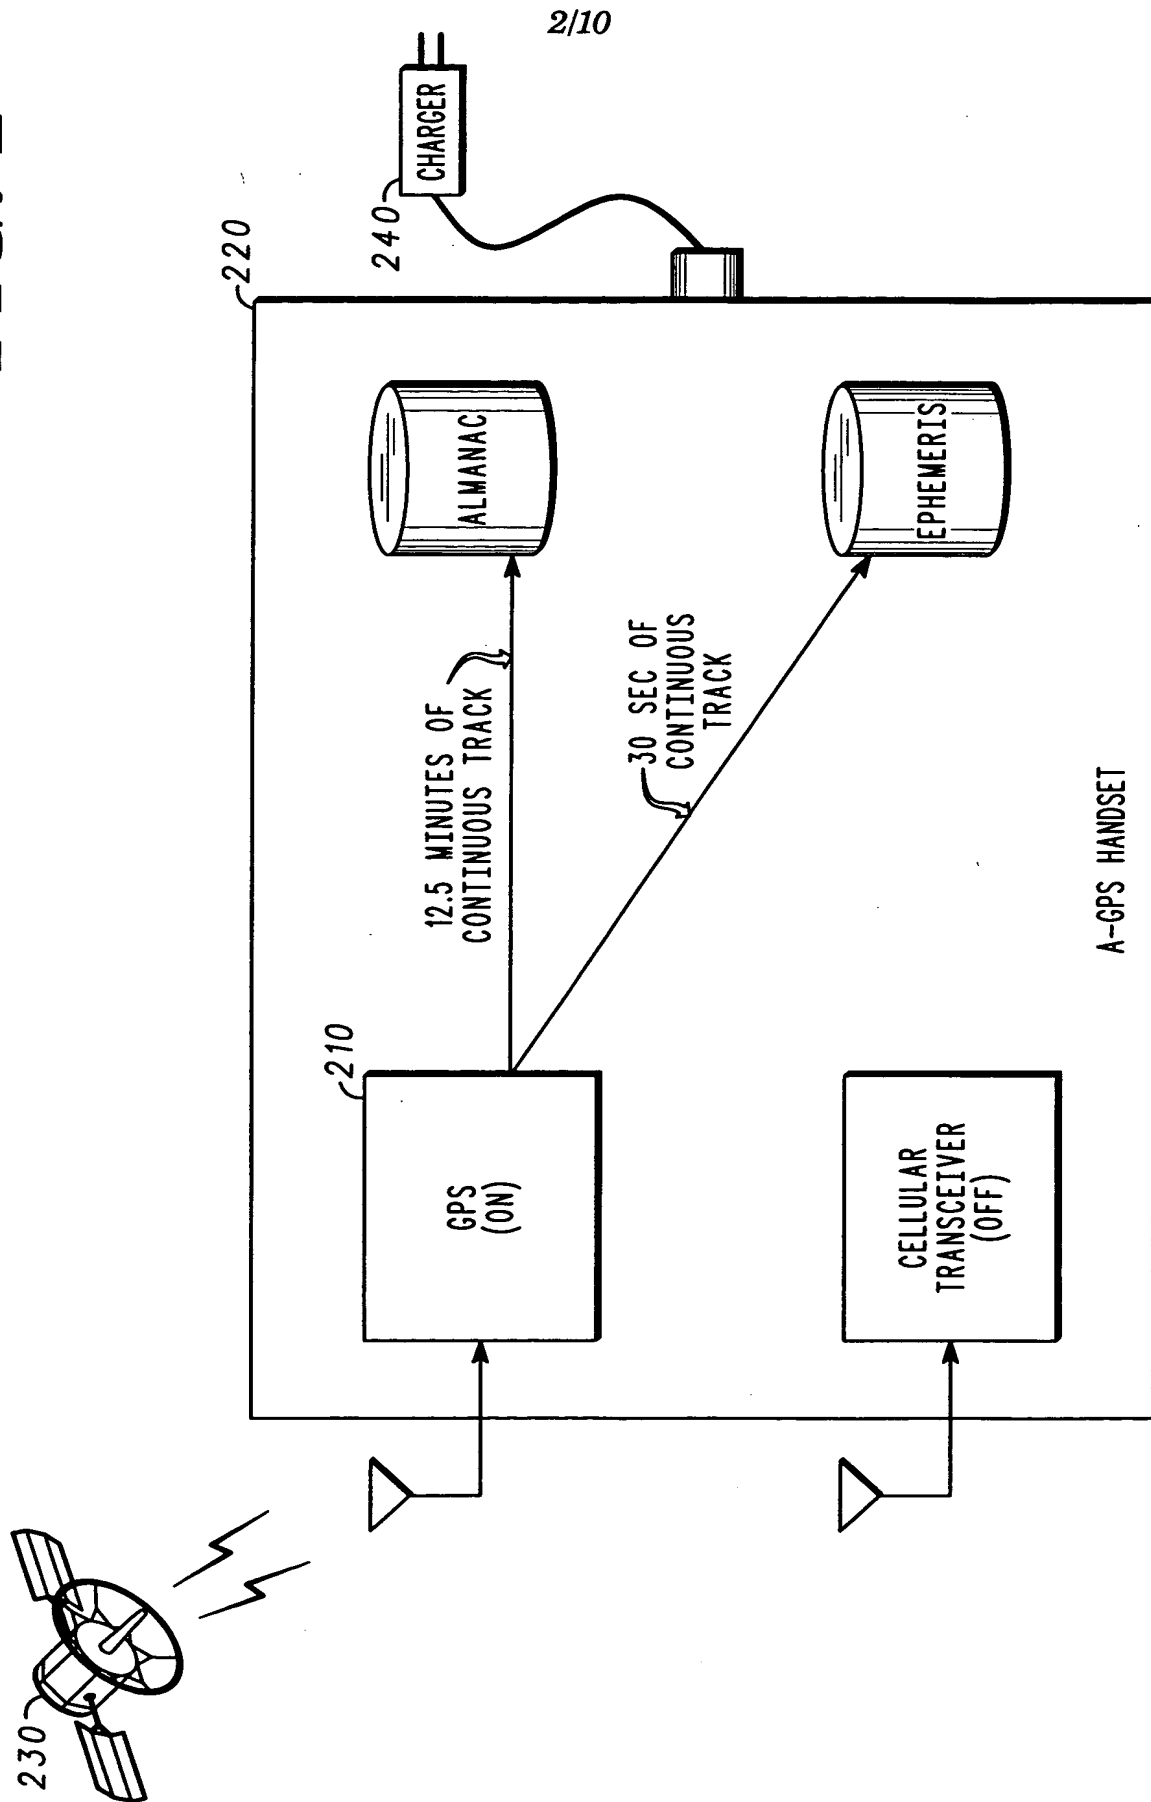 2/10
CHARGER
240
220
ALMANAC
EPHEMERIS
12.5 MINUTES OF
CONTINUOUS TRACK
30 SEC OF
CONTINUOUS
TRACK
210
GPS
(ON)
CELLULAR
TRANSCEIVER
(OFF)
A-GPS HANDSET
230